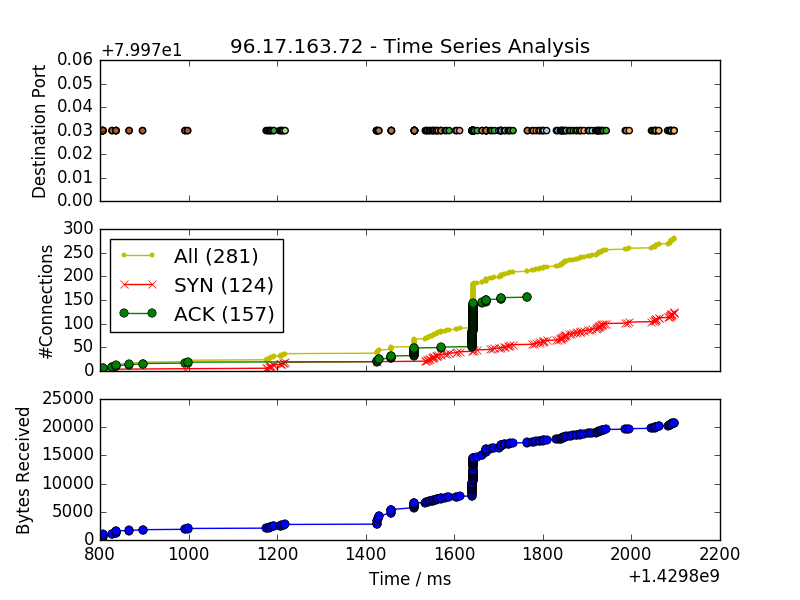 +7.997e1
96.17.163.72 - Time Series Analysis
Destination Port
0.06
0.05
0.04
0.03
0.02
0.01
0.00
#Connections
300
250
200
150
100
50
0
All (281)
SYN (124)
ACK (157)
Bytes Received
25000
20000
15000
10000
5000
0
800 1000 1200 1400 1600 1800 2000 2200
Time / ms
+1.4298e9